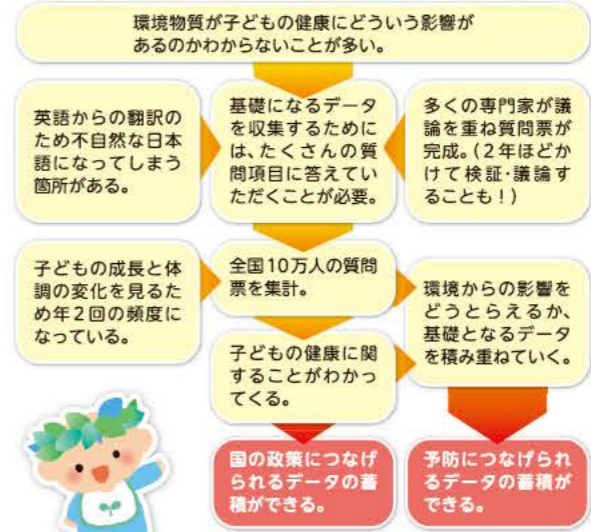 環境物質が子どもの健康にどういう影響が
あるのかわからないことが多い。
英語からの翻訳の
ため不自然な日本
語になってしまう
箇所がある。
基礎になるデータ
を収集するために
は、たくさんの質
問項目に答えてい
ただくことが必要。
多くの専門家が議
論を重ね質問票が
完成。(2年ほどか
けて検証・議論す
ることも!)
子どもの成長と体
調の変化を見るた
め年2回の頻度に
なっている。
全国10万人の質問
票を集計。
環境からの影響を
どうとらえるか、
基礎となるデータ
を積み重ねていく。
子どもの健康に関
することがわかっ
てくる。
国の政策につなげ
られるデータの蓄
積ができる。
予防につなげられ
るデータの蓄積が
できる。